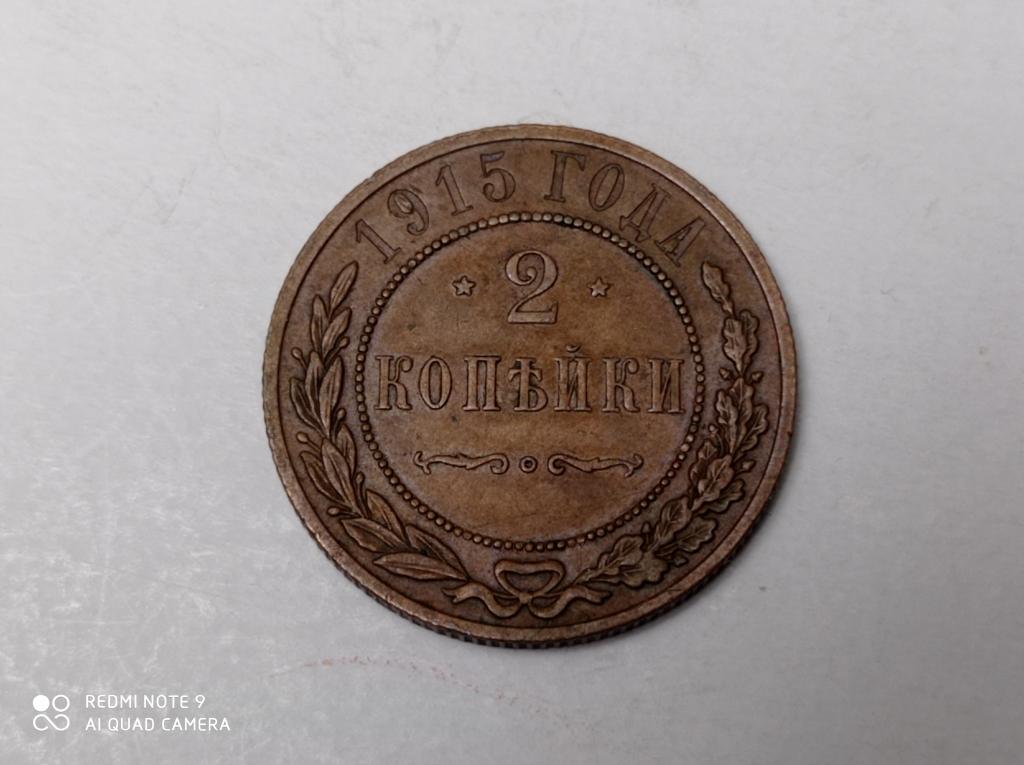 1915 ГОДА
2
КОПѢЙКИ
REDMI NOTE 9
AI QUAD CAMERA